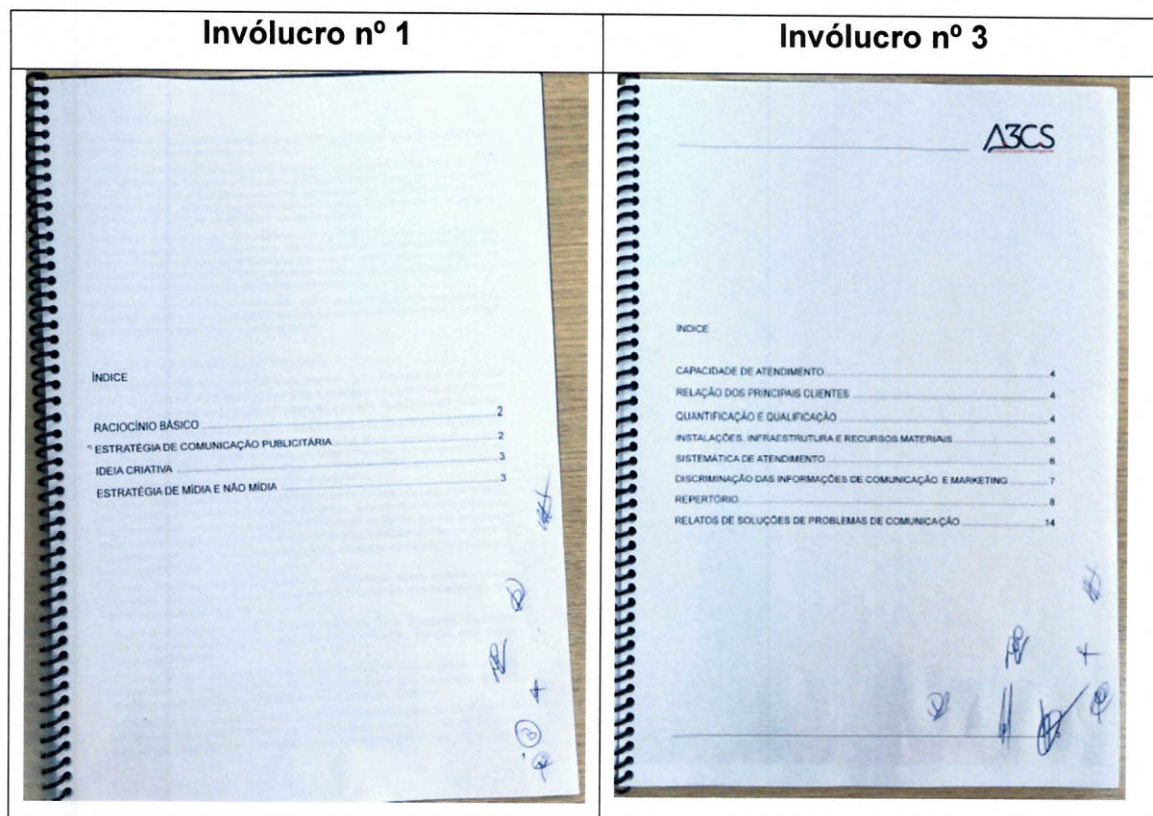 Invólucro nº 1
Invólucro nº 3
ÍNDICE
RACIOCÍNIO BÁSICO 2
ESTRATÉGIA DE COMUNICAÇÃO PUBLICITÁRIA 2
IDEIA CRIATIVA 3
ESTRATÉGIA DE MÍDIA E NÃO MÍDIA 3
A3CS
ÍNDICE
CAPACIDADE DE ATENDIMENTO 4
RELAÇÃO DOS PRINCIPAIS CLIENTES 4
QUANTIFICAÇÃO E QUALIFICAÇÃO 4
INSTALAÇÕES, INFRAESTRUTURA E RECURSOS MATERIAIS 6
SISTEMÁTICA DE ATENDIMENTO 6
DISCRIMINAÇÃO DAS INFORMAÇÕES DE COMUNICAÇÃO E MARKETING 7
REPERTÓRIO 8
RELATOS DE SOLUÇÕES DE PROBLEMAS DE COMUNICAÇÃO 14